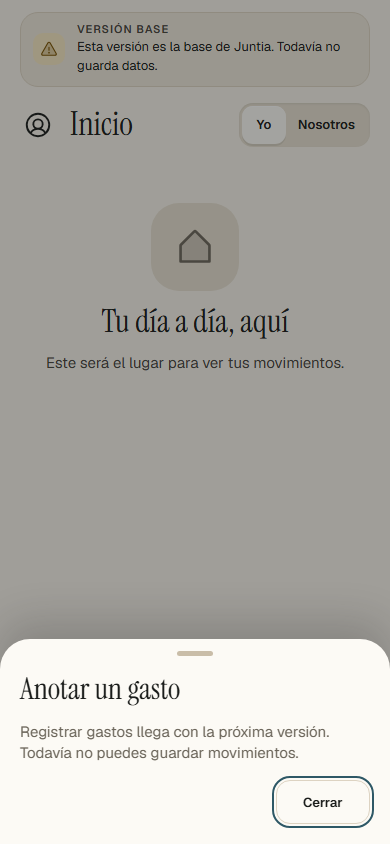 VERSIÓN BASE
Esta versión es la base de Juntia. Todavía no
guarda datos.
Inicio
Yo
Nosotros
Tu día a día, aquí
Este será el lugar para ver tus movimientos.
Anotar un gasto
Registrar gastos llega con la próxima versión.
Todavía no puedes guardar movimientos.
Cerrar